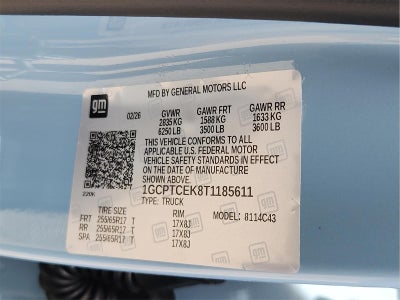 gm
MFD BY GENERAL MOTORS LLC
02/26 GVWR GAWR FRT GAWR RR
2835 KG 1588 KG 1633 KG
6250 LB 3500 LB 3600 LB
THIS VEHICLE CONFORMS TO ALL
APPLICABLE U.S. FEDERAL MOTOR
VEHICLE SAFETY STANDARDS IN EFFECT
ON THE DATE OF MANUFACTURE
SHOWN ABOVE.
1GCPTCEK8T1185611
TYPE: TRUCK
220K
TIRE SIZE RIM MODEL: 8114C43
FRT 255/65R17 T 17X8J
RR 255/65R17 T 17X8J
SPA 255/65R17 T 17X8J